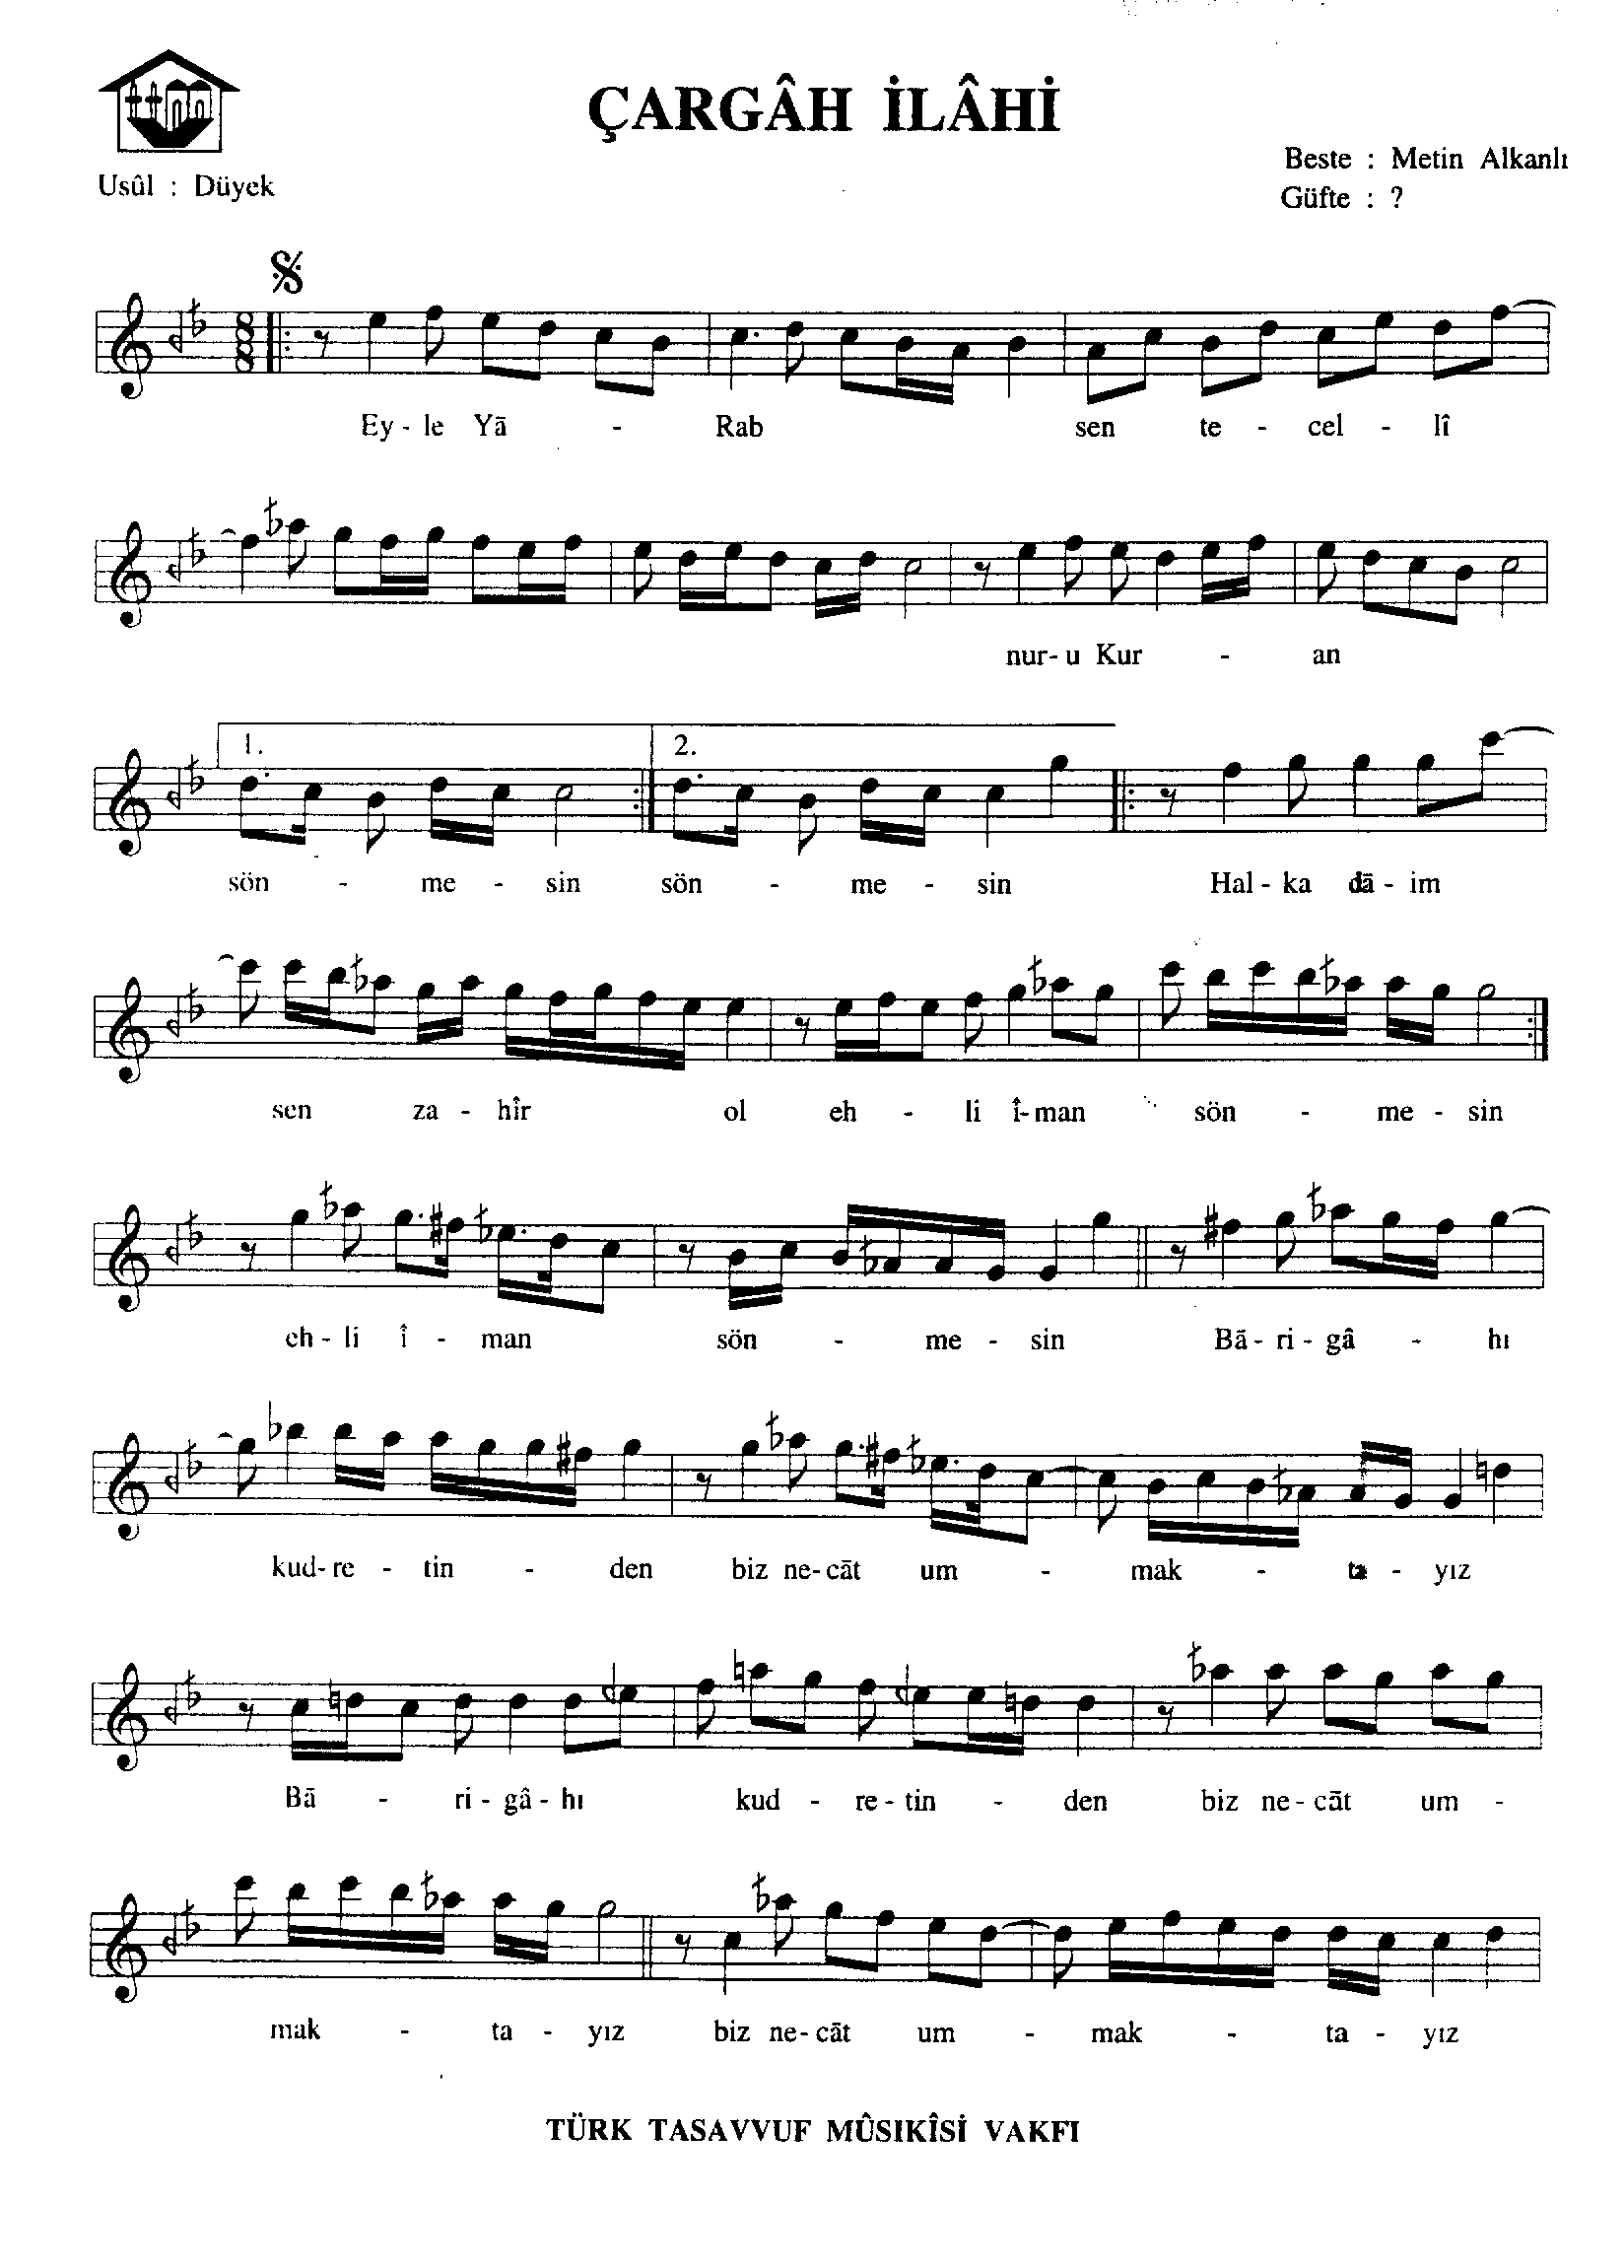 ÇARGÂH İLÂHİ
Beste : Metin Alkanlı
Usûl : Düyek
Güfte : ?
8 8
Ey - le Yā - Rab sen te - cel - lî
nur - u Kur - an
1. 2.
sön - me - sin sön - me - sin Hal - ka dā - im
sen za - hîr ol eh - li î - man sön - me - sin
eh - li î - man sön - me - sin Bā - ri - gâ - hı
kud - re - tin - den biz ne - cāt um - mak - ta - yız
Bā - ri - gâ - hı kud - re - tin - den biz ne - cāt um -
mak - ta - yız biz ne - cāt um - mak - ta - yız
TÜRK TASAVVUF MÛSIKÎSİ VAKFI